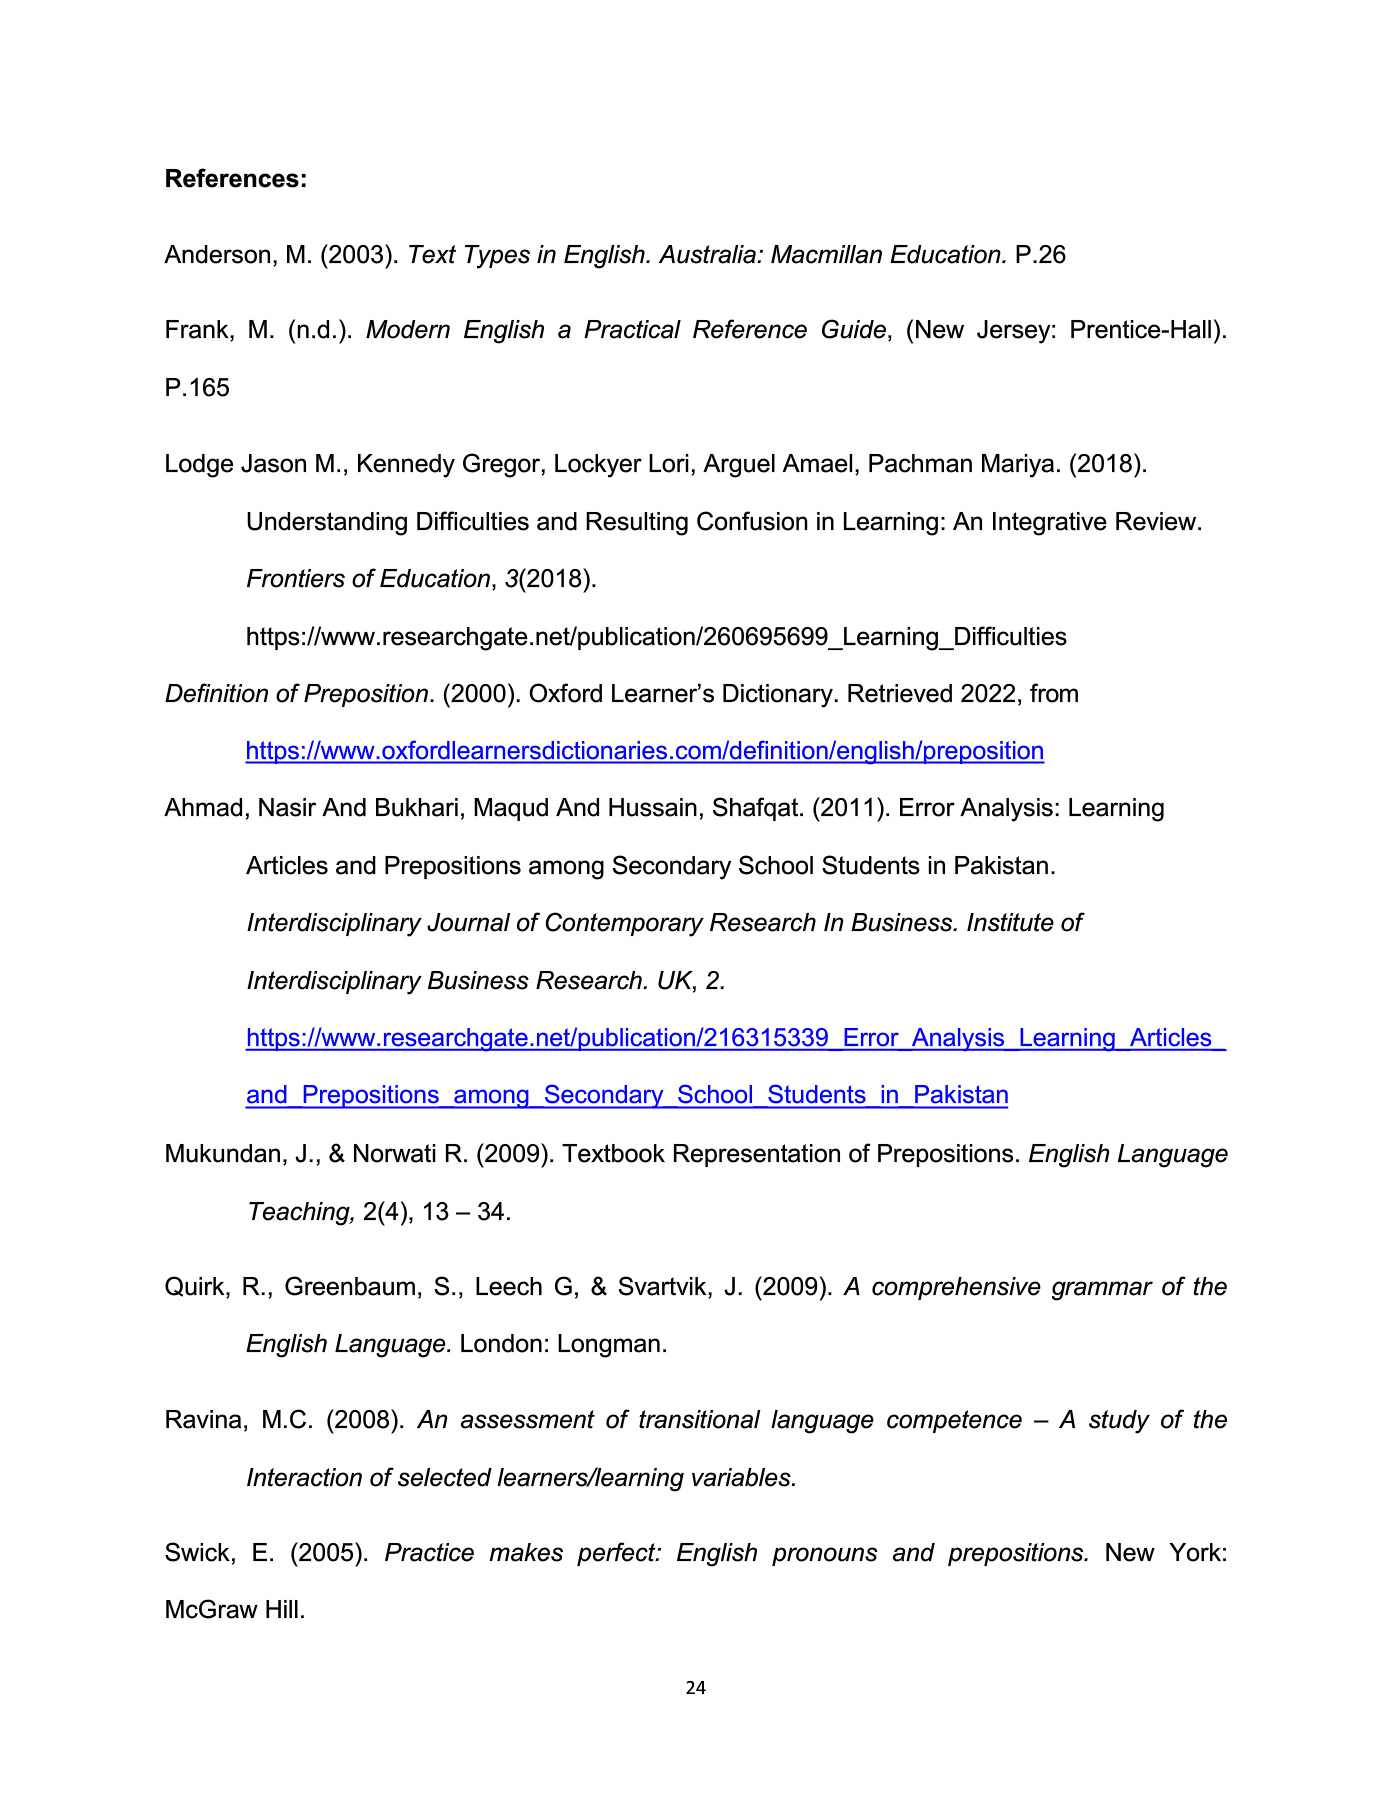 References:
Anderson, M. (2003). Text Types in English. Australia: Macmillan Education. P.26
Frank, M. (n.d.). Modern English a Practical Reference Guide, (New Jersey: Prentice-Hall).
P.165
Lodge Jason M., Kennedy Gregor, Lockyer Lori, Arguel Amael, Pachman Mariya. (2018).
Understanding Difficulties and Resulting Confusion in Learning: An Integrative Review.
Frontiers of Education, 3(2018).
https://www.researchgate.net/publication/260695699_Learning_Difficulties
Definition of Preposition. (2000). Oxford Learner’s Dictionary. Retrieved 2022, from
https://www.oxfordlearnersdictionaries.com/definition/english/preposition
Ahmad, Nasir And Bukhari, Maqud And Hussain, Shafqat. (2011). Error Analysis: Learning
Articles and Prepositions among Secondary School Students in Pakistan.
Interdisciplinary Journal of Contemporary Research In Business. Institute of
Interdisciplinary Business Research. UK, 2.
https://www.researchgate.net/publication/216315339_Error_Analysis_Learning_Articles_
and_Prepositions_among_Secondary_School_Students_in_Pakistan
Mukundan, J., & Norwati R. (2009). Textbook Representation of Prepositions. English Language
Teaching, 2(4), 13 – 34.
Quirk, R., Greenbaum, S., Leech G, & Svartvik, J. (2009). A comprehensive grammar of the
English Language. London: Longman.
Ravina, M.C. (2008). An assessment of transitional language competence – A study of the
Interaction of selected learners/learning variables.
Swick, E. (2005). Practice makes perfect: English pronouns and prepositions. New York:
McGraw Hill.
24